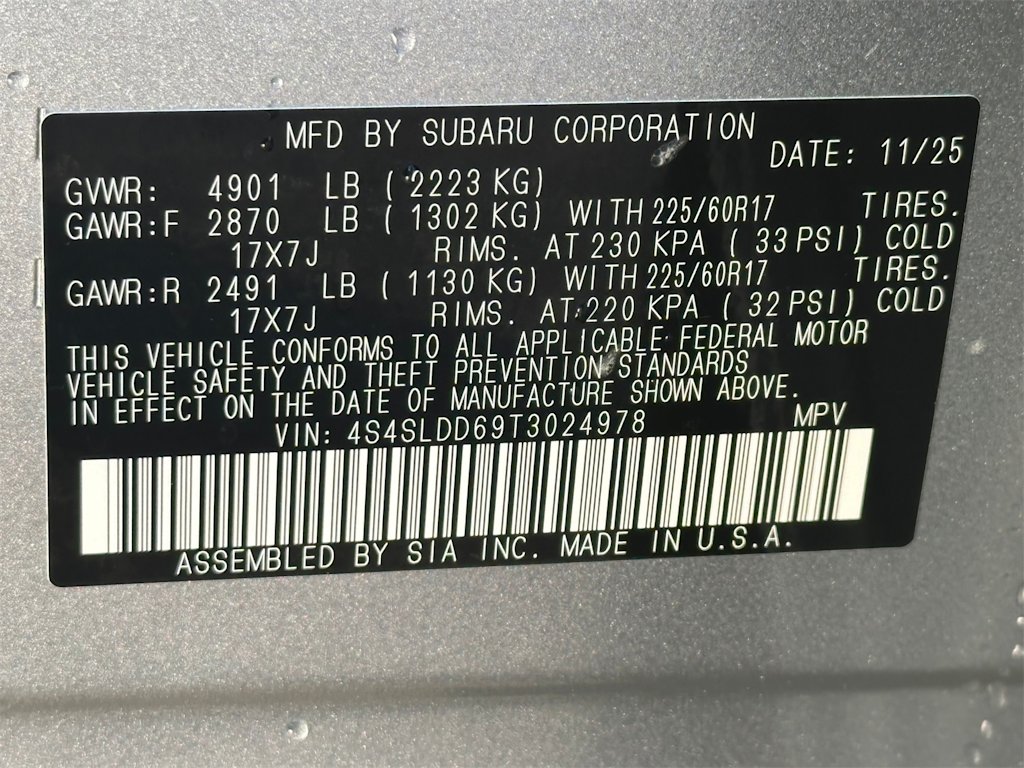 MFD BY SUBARU CORPORATION
DATE: 11/25
GVWR: 4901 LB ( 2223 KG)
GAWR:F 2870 LB ( 1302 KG) WITH 225/60R17 TIRES.
17X7J RIMS. AT 230 KPA ( 33 PSI) COLD
GAWR:R 2491 LB ( 1130 KG) WITH 225/60R17 TIRES.
17X7J RIMS. AT 220 KPA ( 32 PSI) COLD
THIS VEHICLE CONFORMS TO ALL APPLICABLE FEDERAL MOTOR
VEHICLE SAFETY AND THEFT PREVENTION STANDARDS
IN EFFECT ON THE DATE OF MANUFACTURE SHOWN ABOVE.
VIN: 4S4SLDD69T3024978 MPV
ASSEMBLED BY SIA INC. MADE IN U.S.A.